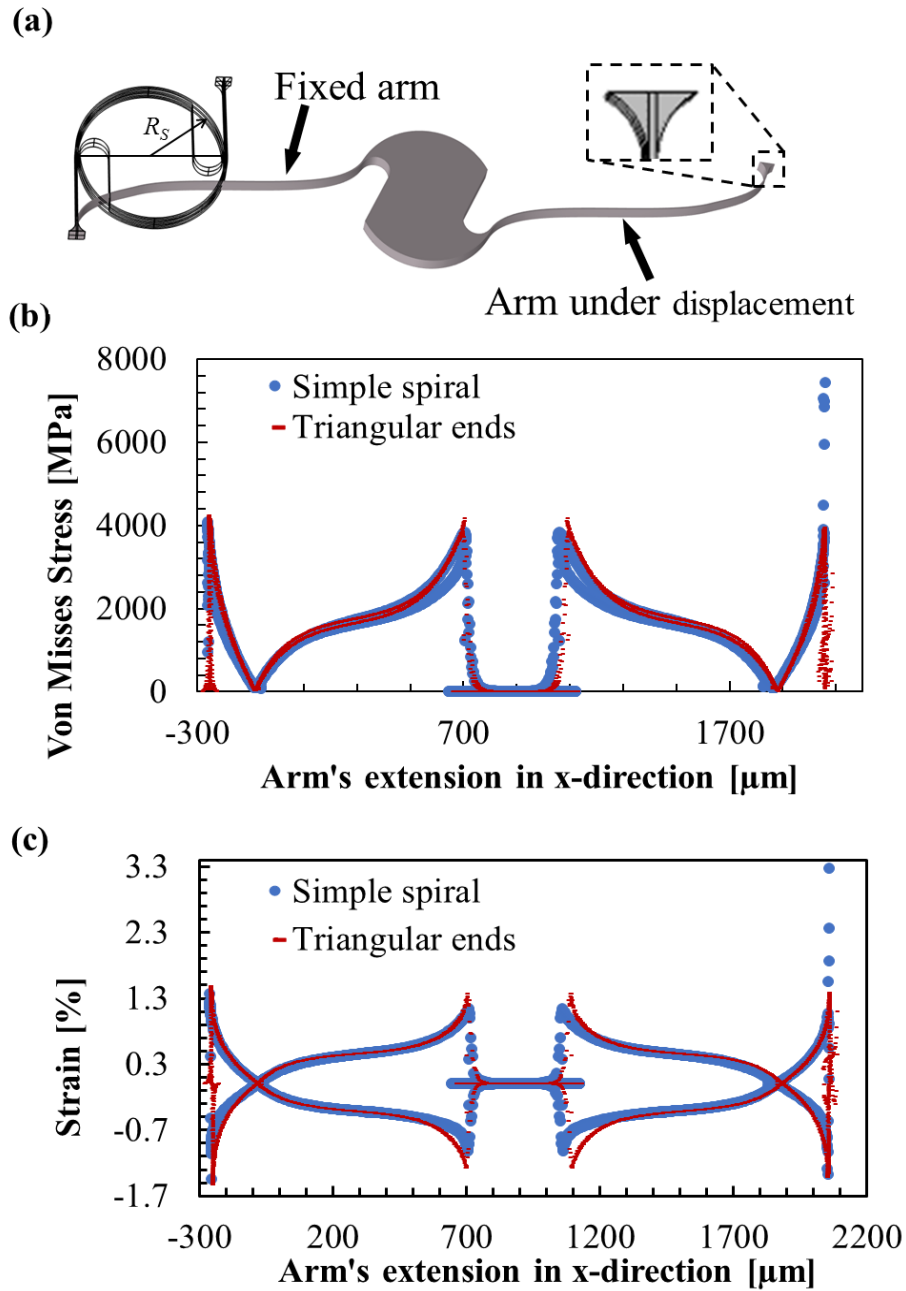 (a)
Fixed arm
R_S
Arm under displacement
(b)
8000
6000
4000
2000
0
Von Misses Stress [MPa]
Simple spiral
Triangular ends
-300 700 1700
Arm's extension in x-direction [µm]
(c)
3.3
2.3
1.3
0.3
-0.7
-1.7
Strain [%]
Simple spiral
Triangular ends
-300 200 700 1200 1700 2200
Arm's extension in x-direction [µm]